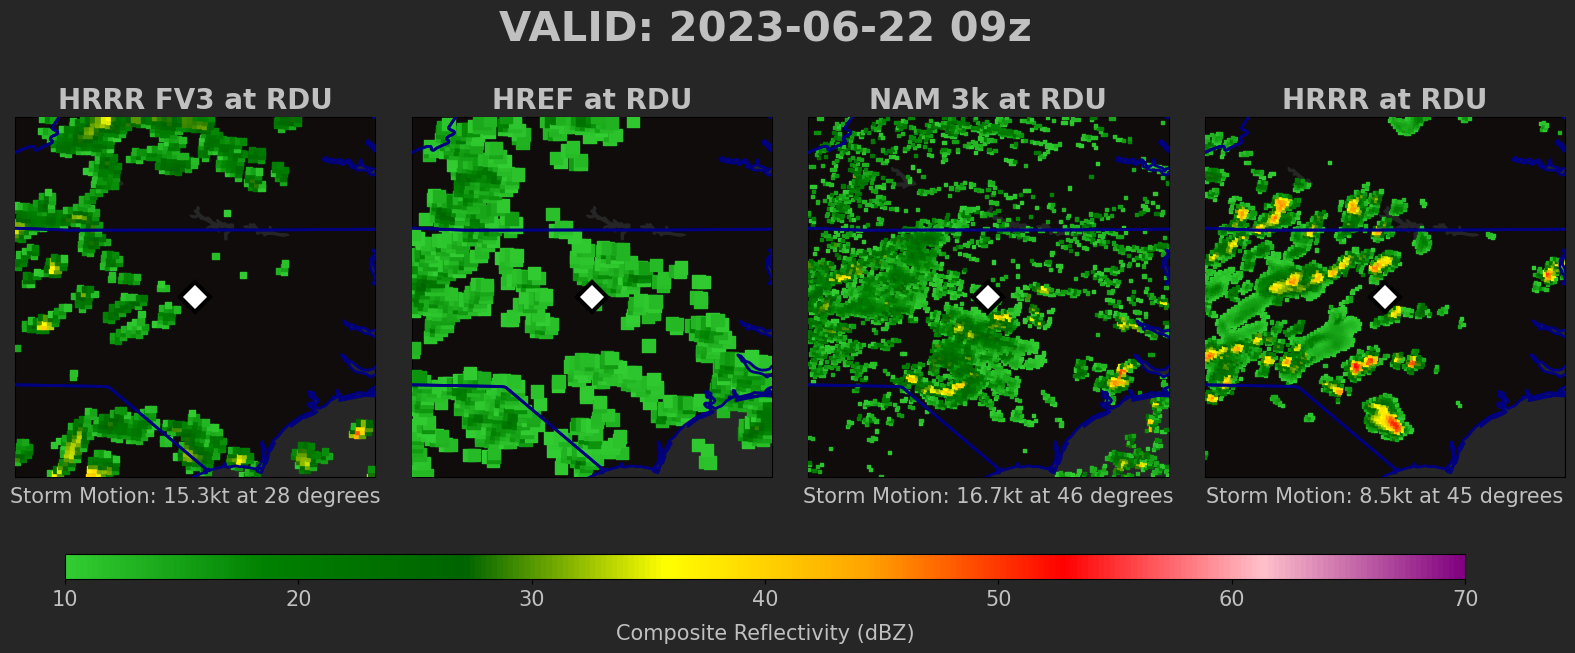 VALID: 2023-06-22 09z
HRRR FV3 at RDU
HREF at RDU
NAM 3k at RDU
HRRR at RDU
Storm Motion: 15.3kt at 28 degrees
Storm Motion: 16.7kt at 46 degrees
Storm Motion: 8.5kt at 45 degrees
10 20 30 40 50 60 70
Composite Reflectivity (dBZ)